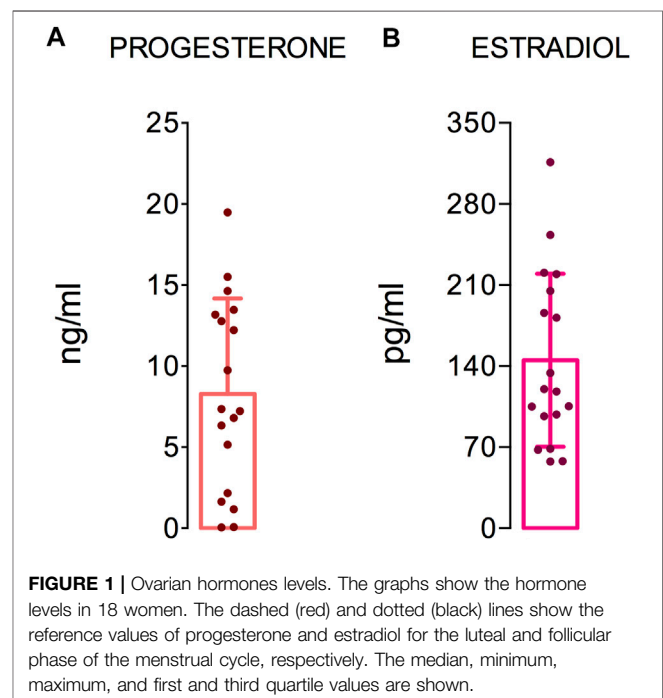 A PROGESTERONE
B ESTRADIOL
25
20
15
10
5
0
ng/ml
350
280
210
140
70
0
pg/ml
FIGURE 1 | Ovarian hormones levels. The graphs show the hormone
levels in 18 women. The dashed (red) and dotted (black) lines show the
reference values of progesterone and estradiol for the luteal and follicular
phase of the menstrual cycle, respectively. The median, minimum,
maximum, and first and third quartile values are shown.